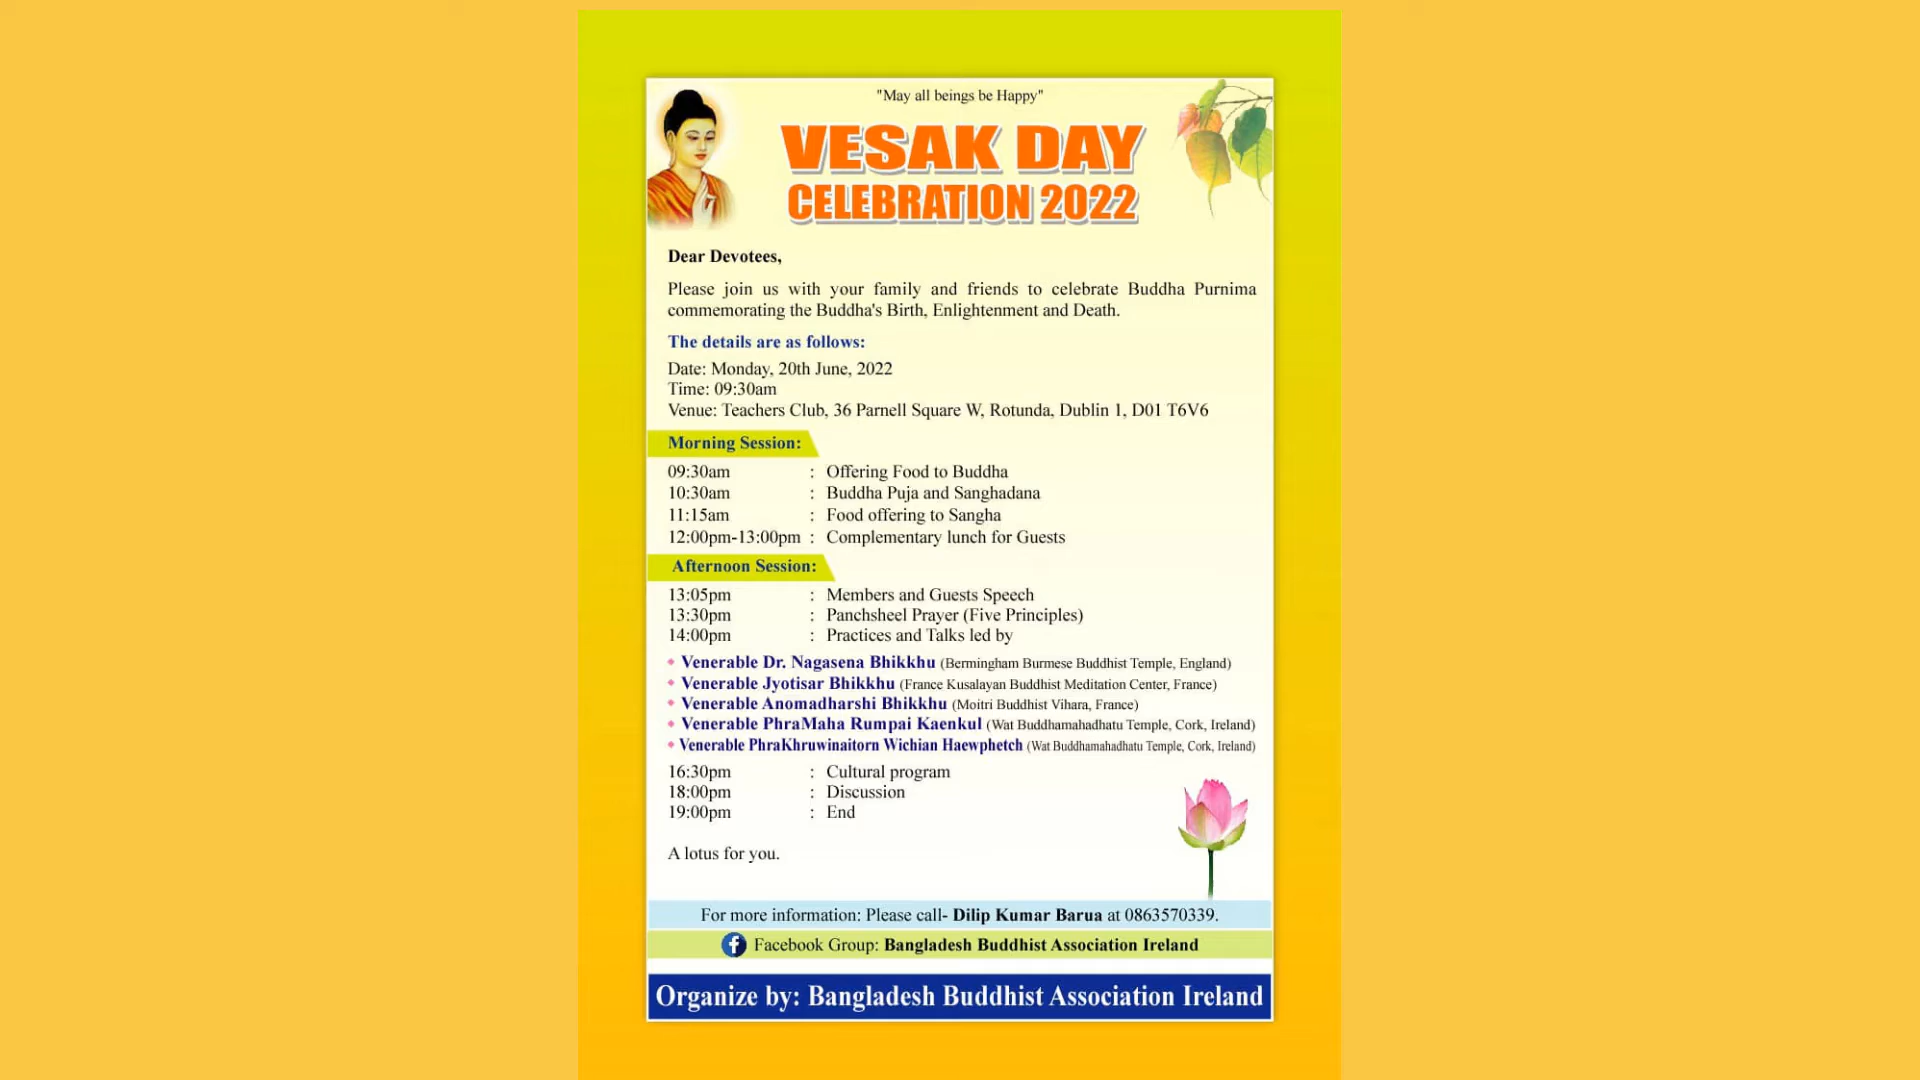 "May all beings be Happy"
VESAK DAY
CELEBRATION 2022
Dear Devotees,
Please join us with your family and friends to celebrate Buddha Purnima
commemorating the Buddha's Birth, Enlightenment and Death.
The details are as follows:
Date: Monday, 20th June, 2022
Time: 09:30am
Venue: Teachers Club, 36 Parnell Square W, Rotunda, Dublin 1, D01 T6V6
Morning Session:
09:30am : Offering Food to Buddha
10:30am : Buddha Puja and Sanghadana
11:15am : Food offering to Sangha
12:00pm-13:00pm : Complementary lunch for Guests
Afternoon Session:
13:05pm : Members and Guests Speech
13:30pm : Panchsheel Prayer (Five Principles)
14:00pm : Practices and Talks led by
Venerable Dr. Nagasena Bhikkhu (Bermingham Burmese Buddhist Temple, England)
Venerable Jyotisar Bhikkhu (France Kusalayan Buddhist Meditation Center, France)
Venerable Anomadharshi Bhikkhu (Moitri Buddhist Vihara, France)
Venerable PhraMaha Rumpai Kaenkul (Wat Buddhamahadhatu Temple, Cork, Ireland)
Venerable PhraKhruwinaitorn Wichian Haewphetch (Wat Buddhamahadhatu Temple, Cork, Ireland)
16:30pm : Cultural program
18:00pm : Discussion
19:00pm : End
A lotus for you.
For more information: Please call- Dilip Kumar Barua at 0863570339.
Facebook Group: Bangladesh Buddhist Association Ireland
Organize by: Bangladesh Buddhist Association Ireland